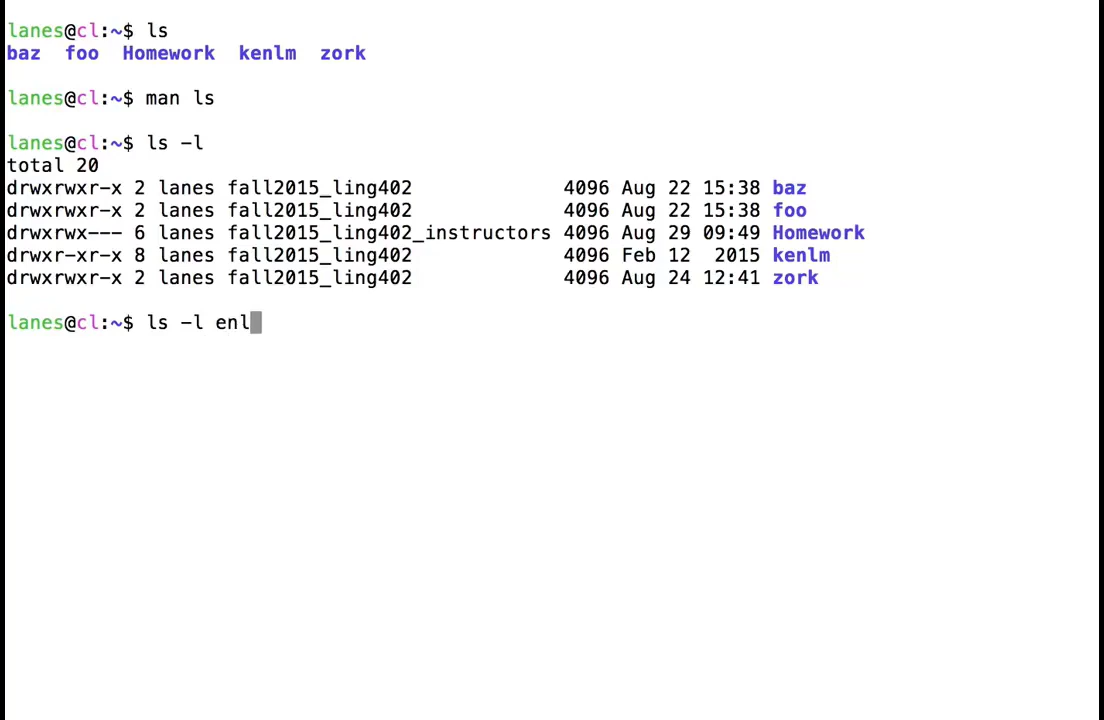 lanes@cl:~$ ls
baz  foo  Homework  kenlm  zork
lanes@cl:~$ man ls
lanes@cl:~$ ls -l
total 20
drwxrwxr-x 2 lanes fall2015_ling402             4096 Aug 22 15:38 baz
drwxrwxr-x 2 lanes fall2015_ling402             4096 Aug 22 15:38 foo
drwxrwx--- 6 lanes fall2015_ling402_instructors 4096 Aug 29 09:49 Homework
drwxr-xr-x 8 lanes fall2015_ling402             4096 Feb 12  2015 kenlm
drwxrwxr-x 2 lanes fall2015_ling402             4096 Aug 24 12:41 zork
lanes@cl:~$ ls -l enl